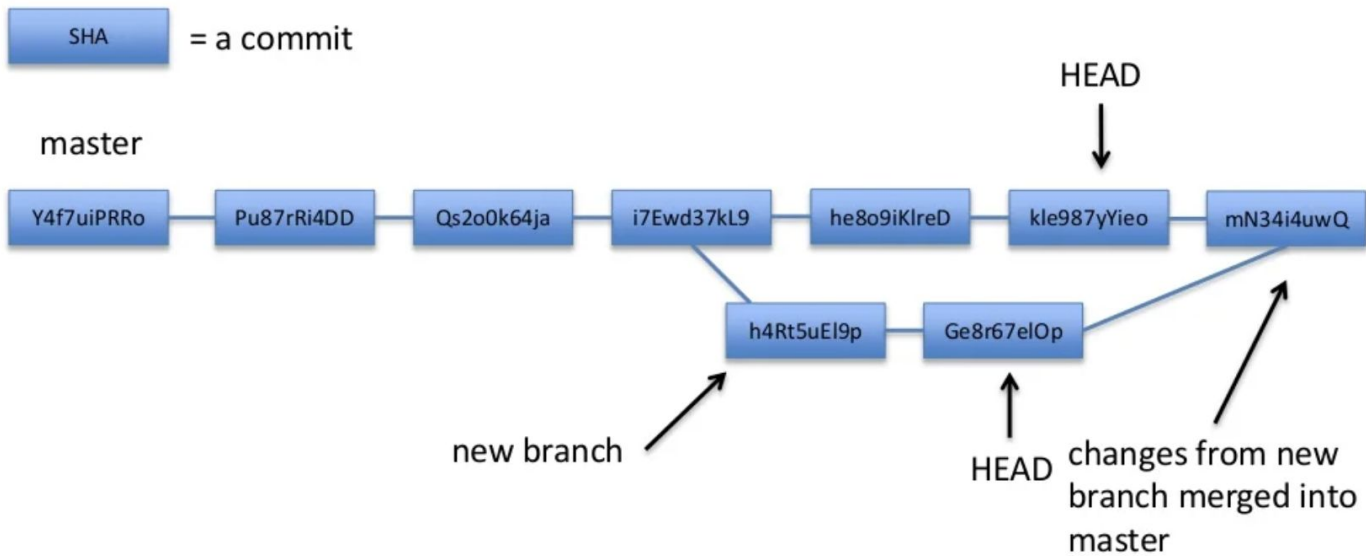 SHA
= a commit
HEAD
master
Y4f7uiPRRo
Pu87rRi4DD
Qs2o0k64ja
i7Ewd37kL9
he8o9iKlreD
kle987yYieo
mN34i4uwQ
h4Rt5uEl9p
Ge8r67elOp
new branch
HEAD
changes from new
branch merged into
master